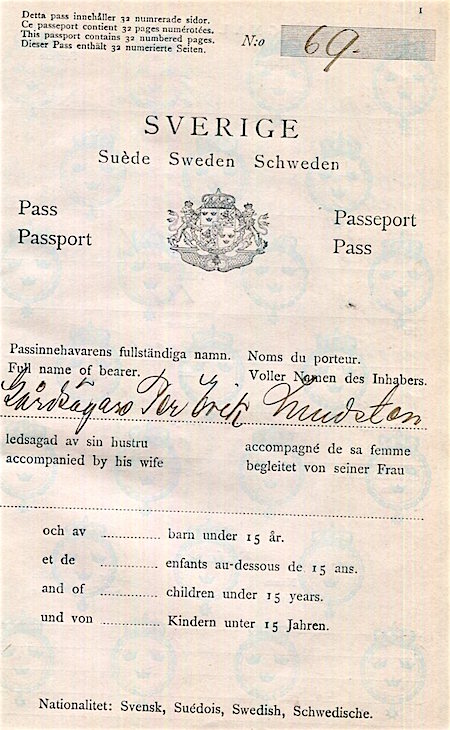 Detta pass innehåller 32 numrerade sidor.
Ce passeport contient 32 pages numérotées.
This passport contains 32 numbered pages.
Dieser Pass enthält 32 numerierte Seiten.
N:o 69.
1
SVERIGE
Suède Sweden Schweden
Pass
Passport
Passeport
Pass
Passinnehavarens fullständiga namn.
Full name of bearer.
Noms du porteur.
Voller Namen des Inhabers.
Per Erik
ledsagad av sin hustru
accompanied by his wife
accompagné de sa femme
begleitet von seiner Frau
och av ............... barn under 15 år.
et de ............... enfants au-dessous de 15 ans.
and of ............... children under 15 years.
und von ............... Kindern unter 15 Jahren.
Nationalitet: Svensk, Suédois, Swedish, Schwedische.